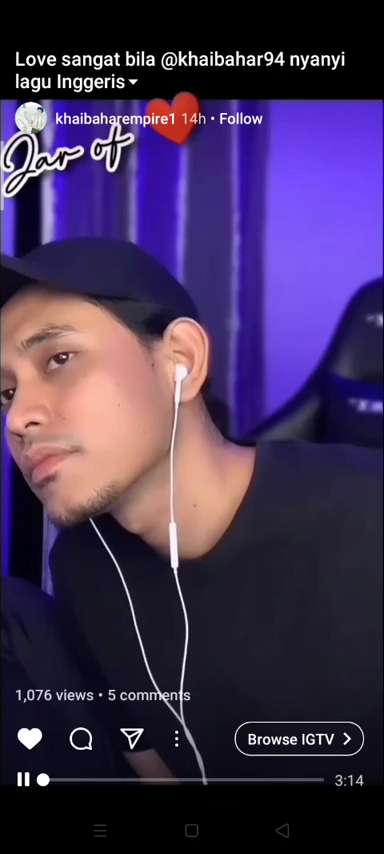 Love sangat bila @khaibahar94 nyanyi
lagu Inggeris
khaibaharempire1 14h • Follow
Jar of
1,076 views • 5 comments
Browse IGTV
3:14